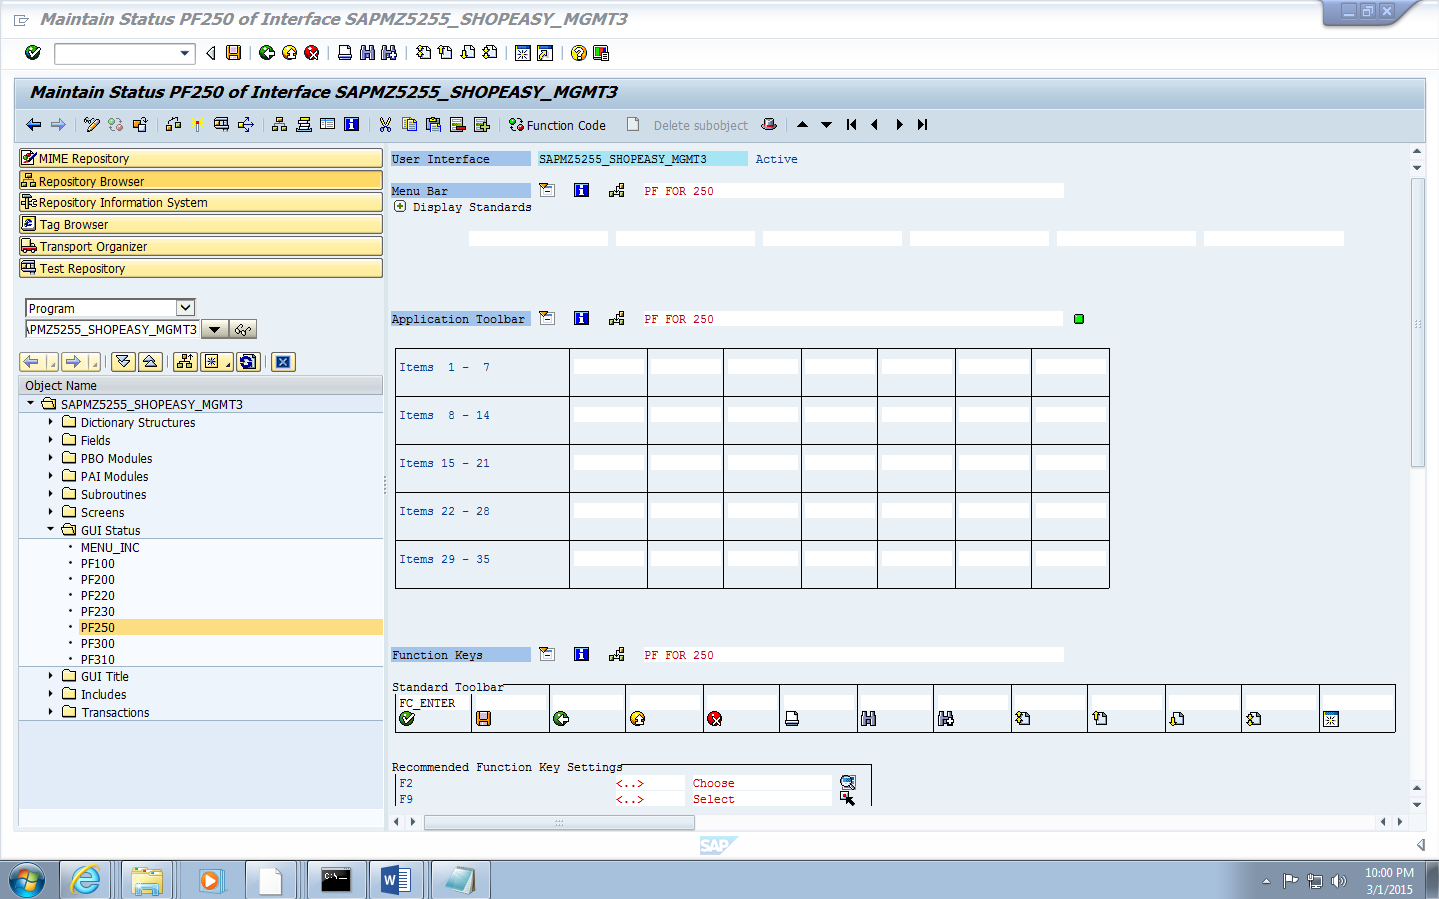 Maintain Status PF250 of Interface SAPMZ5255_SHOPEASY_MGMT3
Maintain Status PF250 of Interface SAPMZ5255_SHOPEASY_MGMT3
Function Code Delete subobject
MIME Repository
Repository Browser
Repository Information System
Tag Browser
Transport Organizer
Test Repository
Program
APMZ5255_SHOPEASY_MGMT3
Object Name
SAPMZ5255_SHOPEASY_MGMT3
Dictionary Structures
Fields
PBO Modules
PAI Modules
Subroutines
Screens
GUI Status
MENU_INC
PF100
PF200
PF220
PF230
PF250
PF300
PF310
GUI Title
Includes
Transactions
User Interface SAPMZ5255_SHOPEASY_MGMT3 Active
Menu Bar PF FOR 250
Display Standards
Application Toolbar PF FOR 250
Items 1 - 7
Items 8 - 14
Items 15 - 21
Items 22 - 28
Items 29 - 35
Function Keys PF FOR 250
Standard Toolbar
FC_ENTER
Recommended Function Key Settings
F2 <..> Choose
F9 <..> Select
SAP
C:\_
10:00 PM
3/1/2015